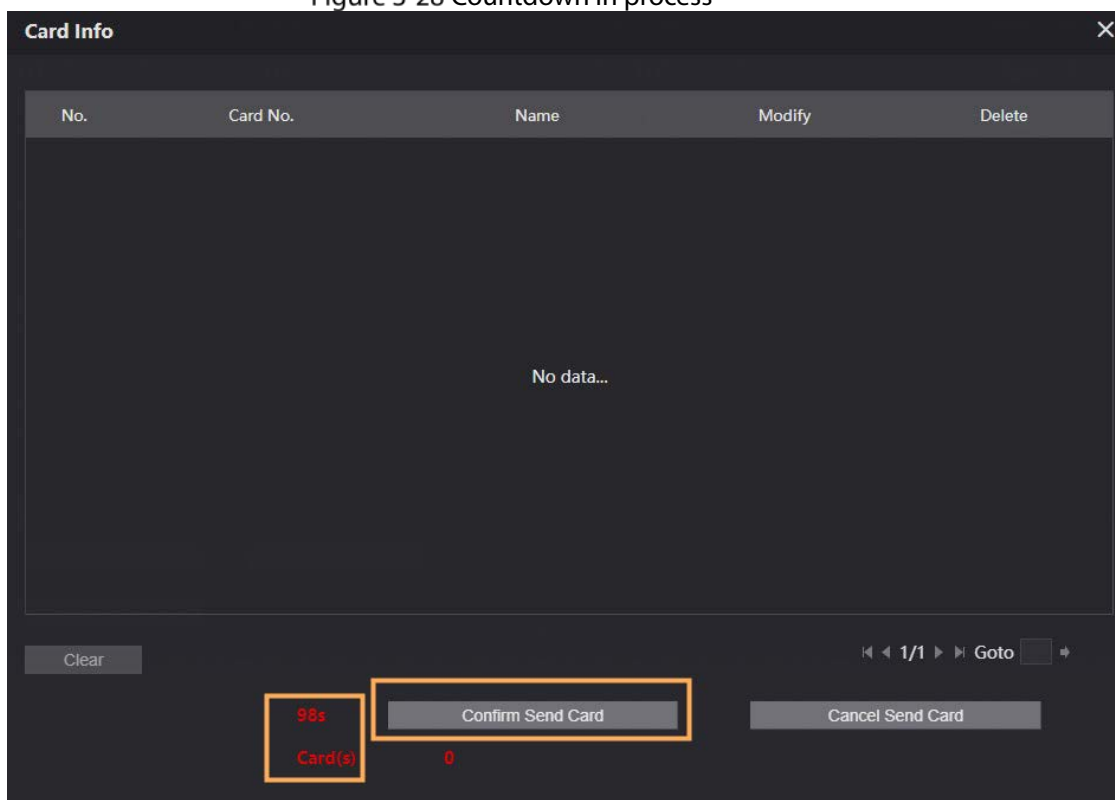 Figure 5-28 Countdown in process
Card Info
No. Card No. Name Modify Delete
No data...
Clear
1/1 Goto
98s Confirm Send Card Cancel Send Card
Card(s) 0